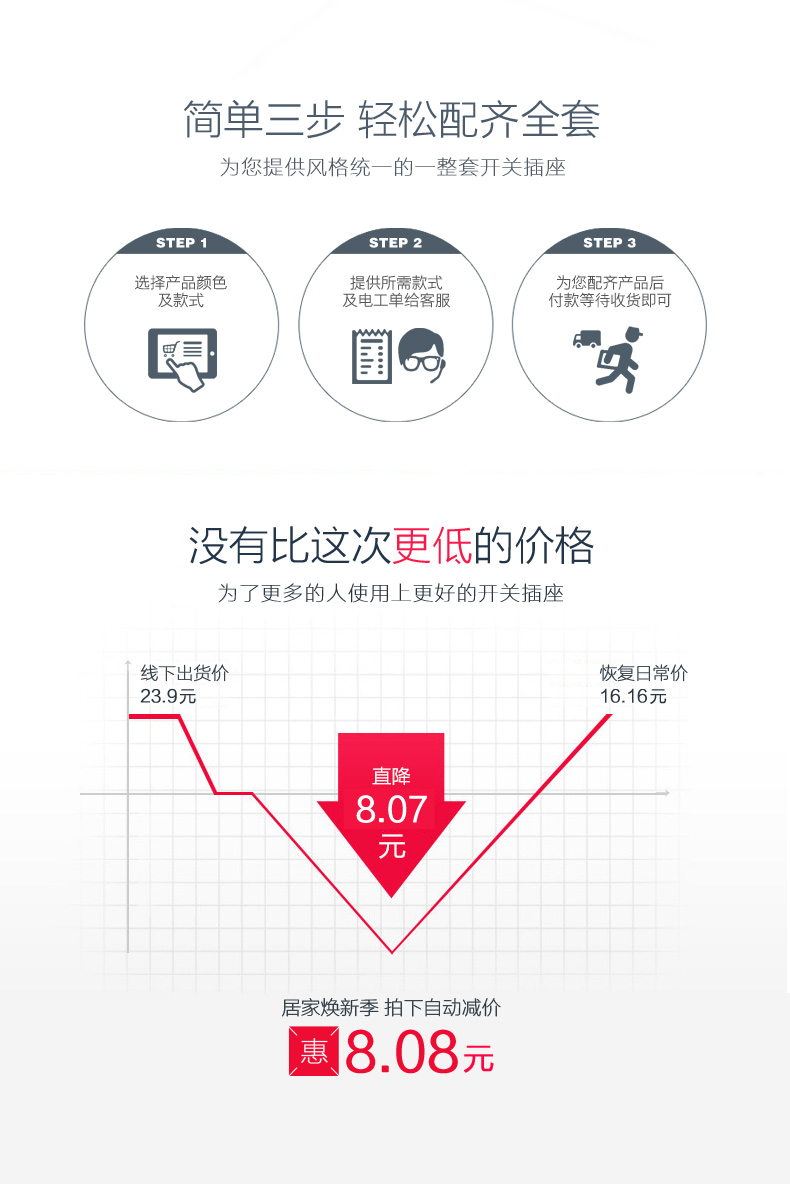 简单三步 轻松配齐全套
为您提供风格统一的一整套开关插座
STEP 1
选择产品颜色
及款式
STEP 2
提供所需款式
及电工单给客服
STEP 3
为您配齐产品后
付款等待收货即可
没有比这次更低的价格
为了更多的人使用上更好的开关插座
线下出货价
23.9元
恢复日常价
16.16元
直降
8.07
元
居家焕新季 拍下自动减价
惠 8.08元